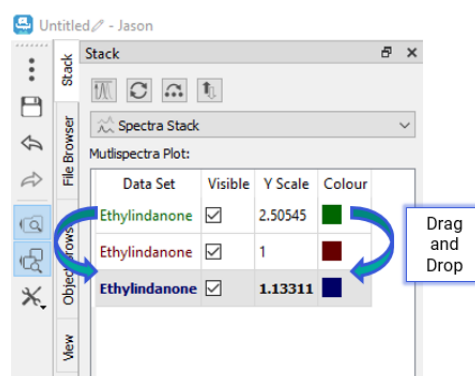 Untitled - Jason
Stack
Stack
File Browser
Object Browser
View
Spectra Stack
Mutlispectra Plot:
Data Set Visible Y Scale Colour
Ethylindanone 2.50545
Ethylindanone 1
Ethylindanone 1.13311
Drag
and
Drop